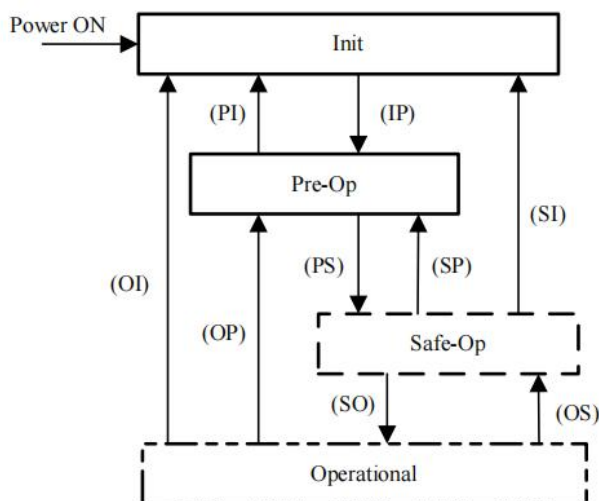 Power ON
Init
(PI)
(IP)
Pre-Op
(SI)
(PS)
(SP)
(OI)
(OP)
Safe-Op
(SO)
(OS)
Operational